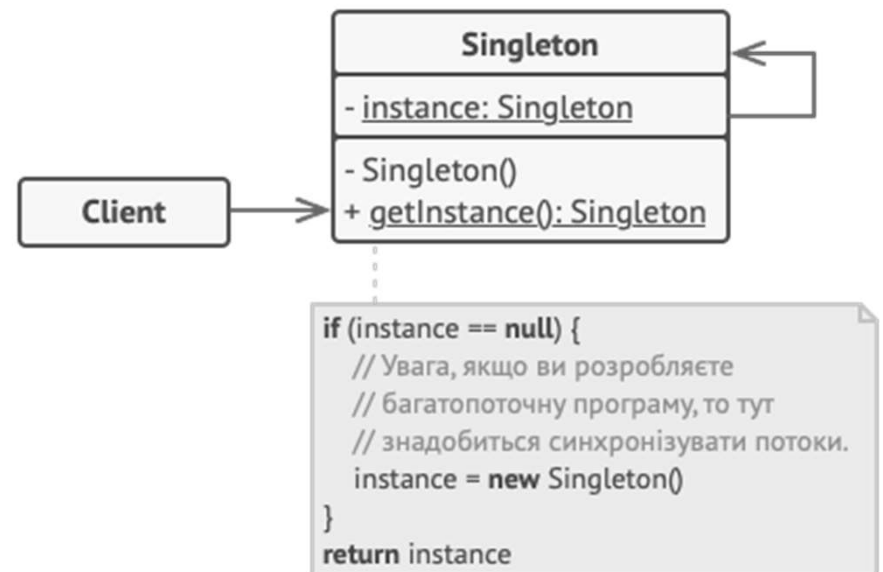 Singleton
- instance: Singleton
- Singleton()
+ getInstance(): Singleton
Client
if (instance == null) {
// Увага, якщо ви розробляєте
// багатопоточну програму, то тут
// знадобиться синхронізувати потоки.
instance = new Singleton()
}
return instance